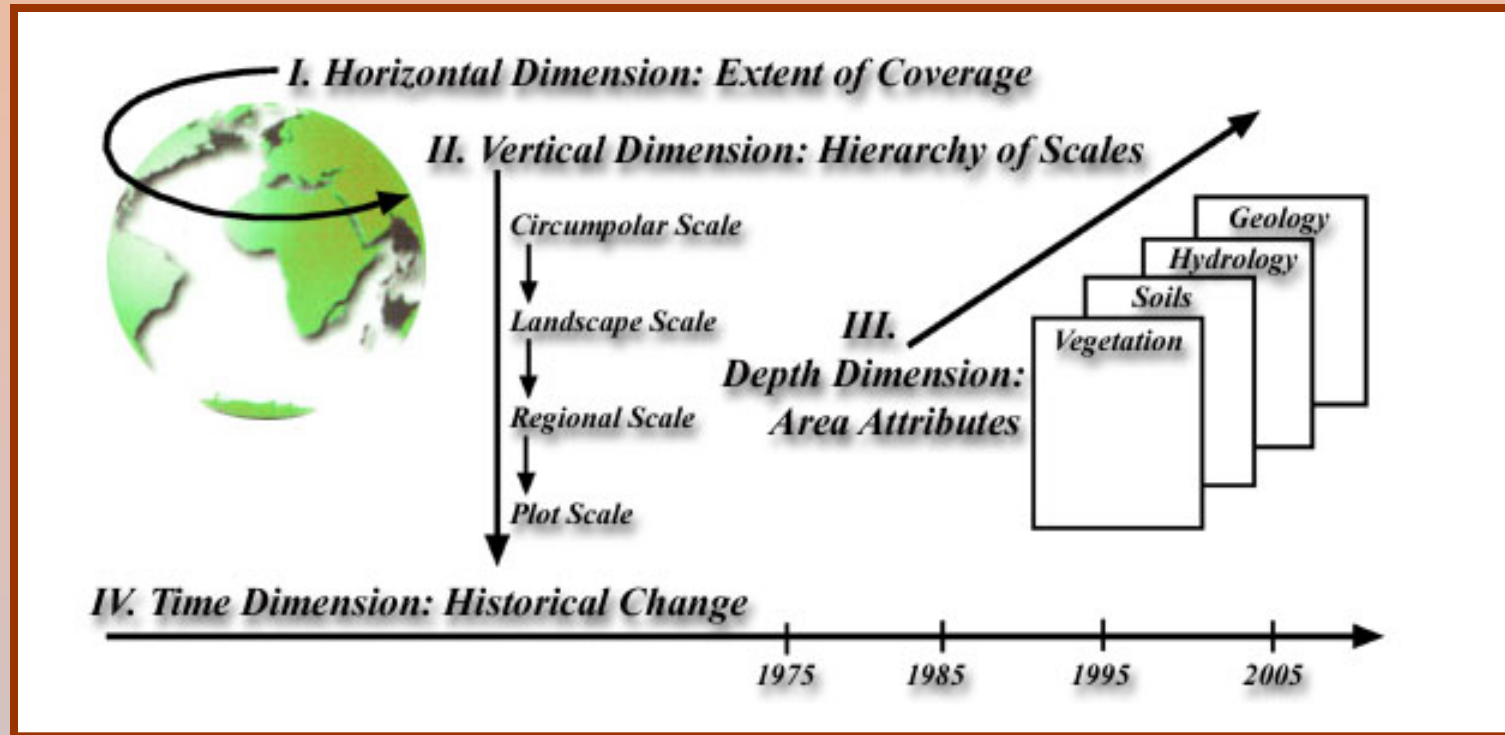 I. Horizontal Dimension: Extent of Coverage
II. Vertical Dimension: Hierarchy of Scales
Circumpolar Scale
Landscape Scale
Regional Scale
Plot Scale
III.
Depth Dimension:
Area Attributes
Geology
Hydrology
Soils
Vegetation
IV. Time Dimension: Historical Change
1975
1985
1995
2005